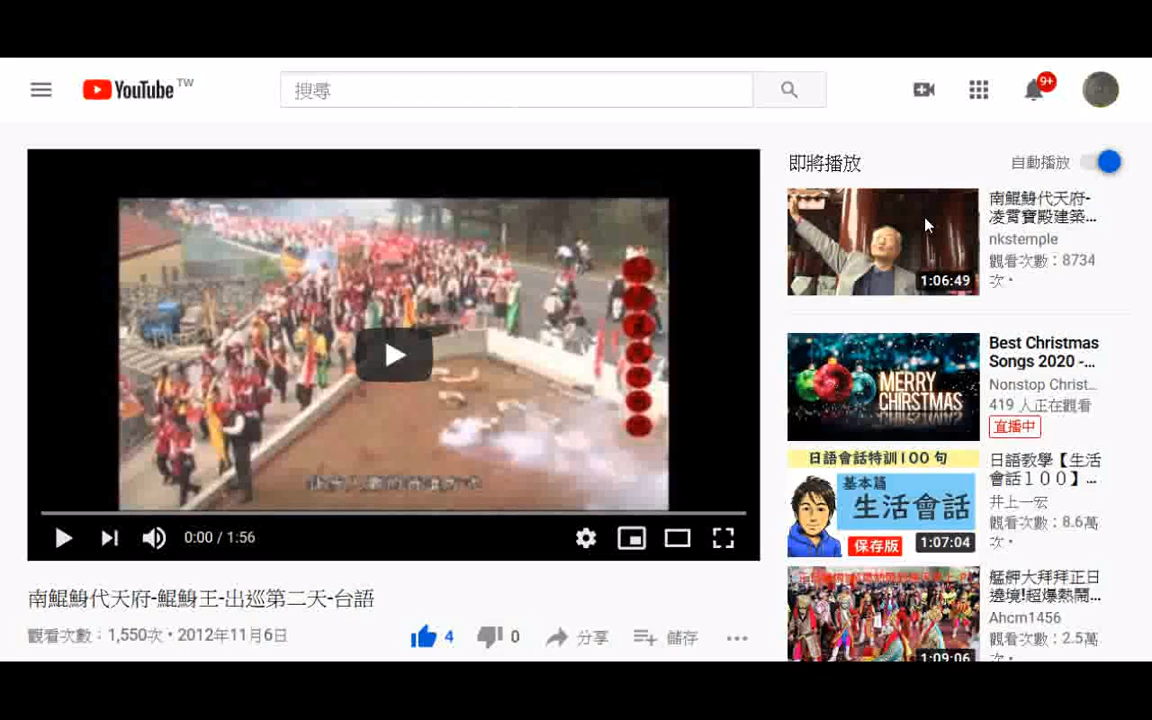 YouTube TW
搜尋
9+
即將播放
自動播放
南鯤鯓代天府-
凌霄寶殿建築...
nkstemple
觀看次數：8734
次・
1:06:49
Best Christmas
Songs 2020 -...
Nonstop Christ...
419 人正在觀看
直播中
MERRY
CHIRSTMAS
日語會話特訓100句
基本篇
生活會話
保存版
1:07:04
日語教學【生活
會話１００】...
井上一宏
觀看次數：8.6萬
次・
艋舺大拜拜正日
遶境!超爆熱鬧...
Ahcm1456
觀看次數：2.5萬
次・
1:09:06
0:00 / 1:56
南鯤鯓代天府-鯤鯓王-出巡第二天-台語
觀看次數：1,550次・2012年11月6日
4
0
分享
儲存